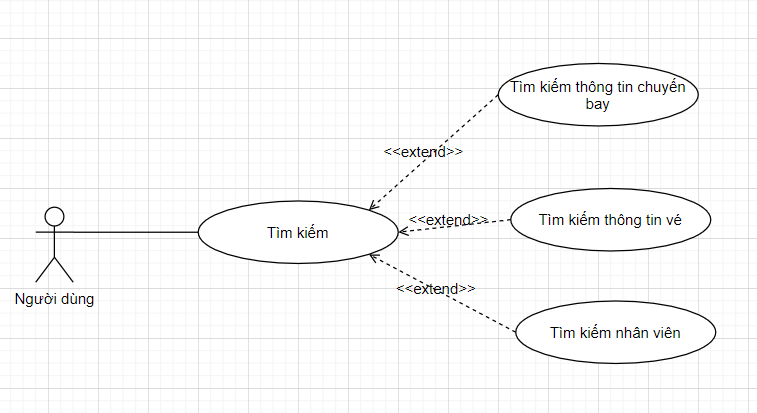 Tìm kiếm thông tin chuyến
bay
<<extend>>
<<extend>>
Tìm kiếm thông tin vé
Tìm kiếm
<<extend>>
Người dùng
Tìm kiếm nhân viên